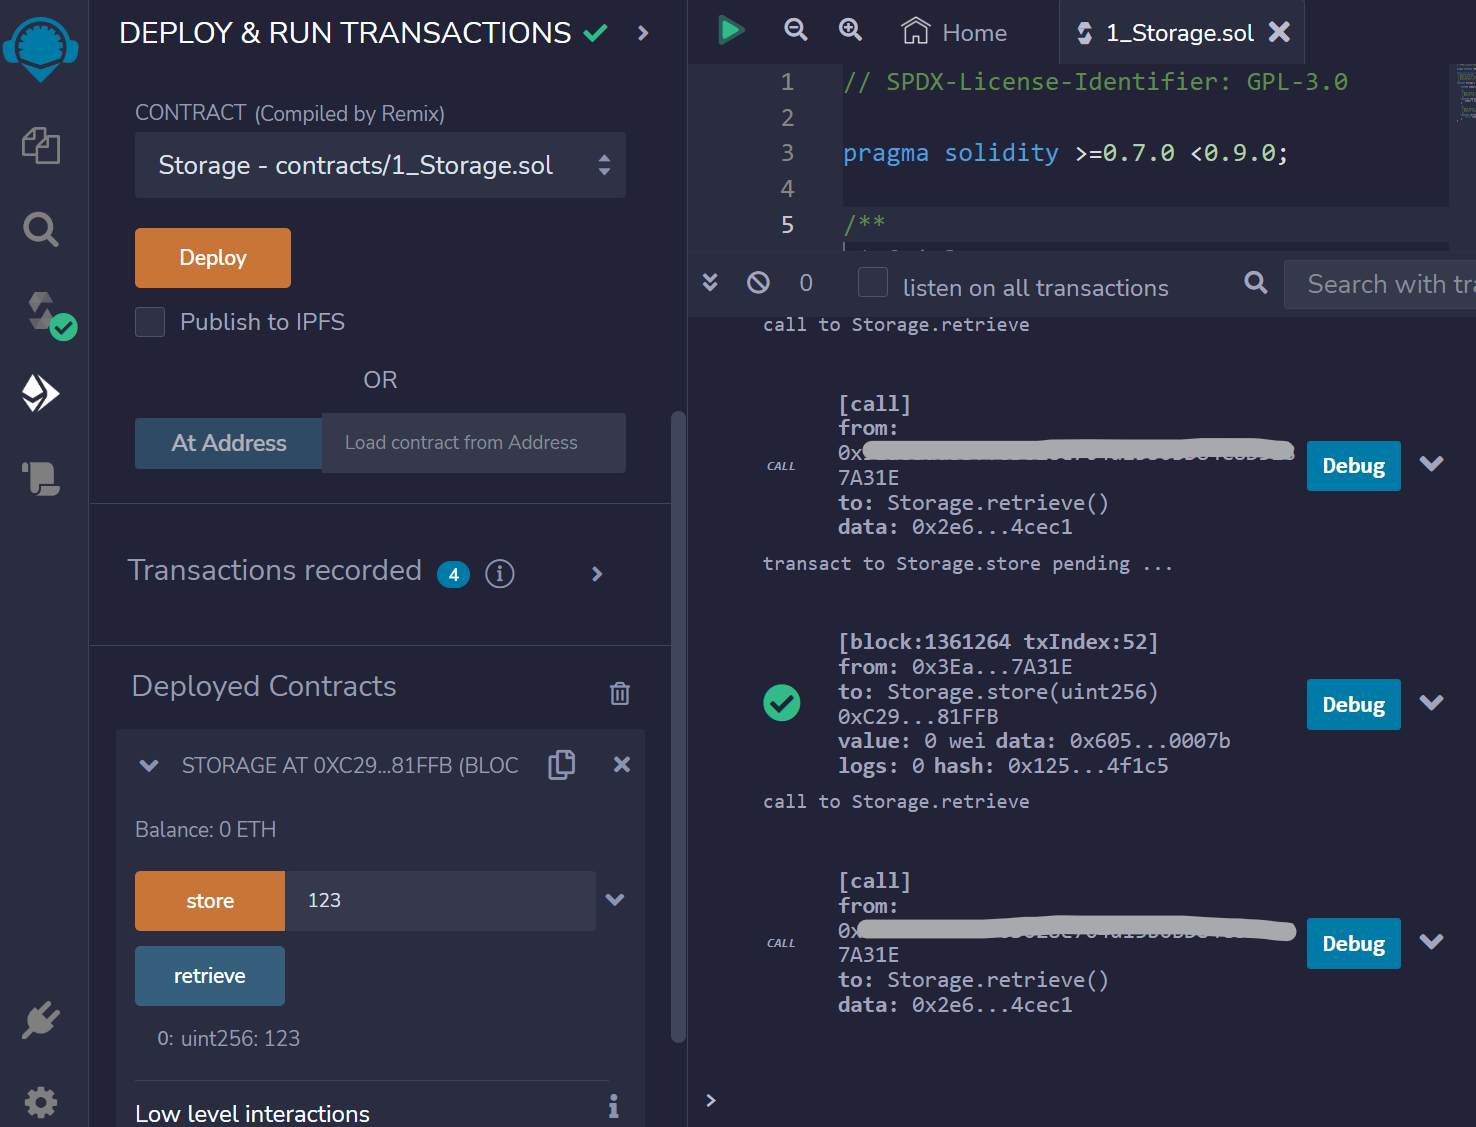 DEPLOY & RUN TRANSACTIONS
CONTRACT (Compiled by Remix)
Storage - contracts/1_Storage.sol
Deploy
Publish to IPFS
OR
At Address Load contract from Address
Transactions recorded 4
Deployed Contracts
STORAGE AT 0XC29...81FFB (BLOC
Balance: 0 ETH
store 123
retrieve
0: uint256: 123
Low level interactions
Home 1_Storage.sol
1 // SPDX-License-Identifier: GPL-3.0
2
3 pragma solidity >=0.7.0 <0.9.0;
4
5 /**
0 listen on all transactions Search with tra
call to Storage.retrieve
CALL
[call]
from:
0x
7A31E
to: Storage.retrieve()
data: 0x2e6...4cec1
Debug
transact to Storage.store pending ...
[block:1361264 txIndex:52]
from: 0x3Ea...7A31E
to: Storage.store(uint256)
0xC29...81FFB
value: 0 wei data: 0x605...0007b
logs: 0 hash: 0x125...4f1c5
Debug
call to Storage.retrieve
CALL
[call]
from:
0x
7A31E
to: Storage.retrieve()
data: 0x2e6...4cec1
Debug
>